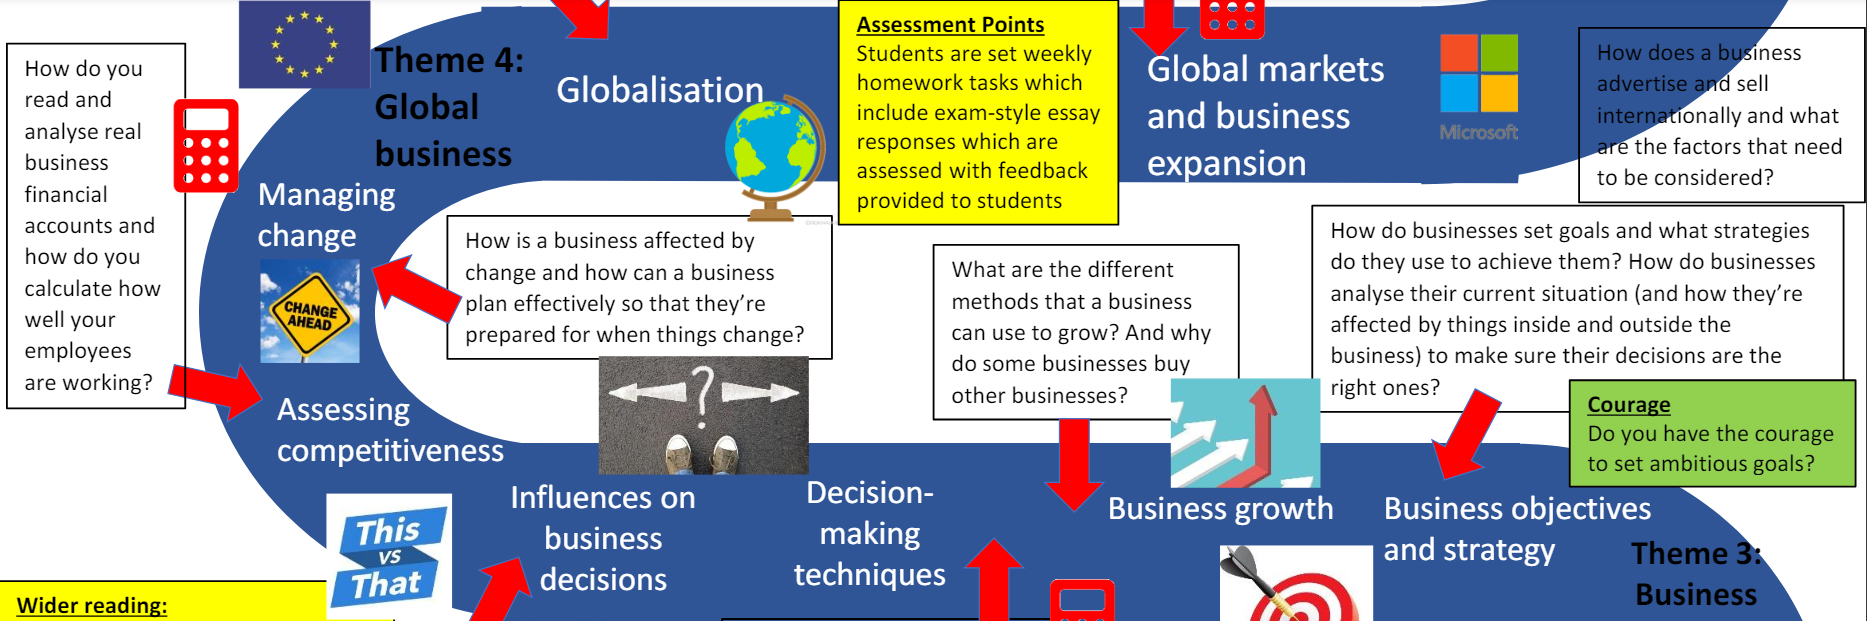 How do you
read and
analyse real
business
financial
accounts and
how do you
calculate how
well your
employees
are working?
Theme 4:
Global
business
Globalisation
Assessment Points
Students are set weekly
homework tasks which
include exam-style essay
responses which are
assessed with feedback
provided to students
Global markets
and business
expansion
Microsoft
How does a business
advertise and sell
internationally and what
are the factors that need
to be considered?
Managing
change
CHANGE
AHEAD
How is a business affected by
change and how can a business
plan effectively so that they're
prepared for when things change?
What are the different
methods that a business
can use to grow? And why
do some businesses buy
other businesses?
How do businesses set goals and what strategies
do they use to achieve them? How do businesses
analyse their current situation (and how they're
affected by things inside and outside the
business) to make sure their decisions are the
right ones?
Courage
Do you have the courage
to set ambitious goals?
Assessing
competitiveness
?
This
VS
That
Influences on
business
decisions
Decision-
making
techniques
Business growth
Business objectives
and strategy
Theme 3:
Business
Wider reading: